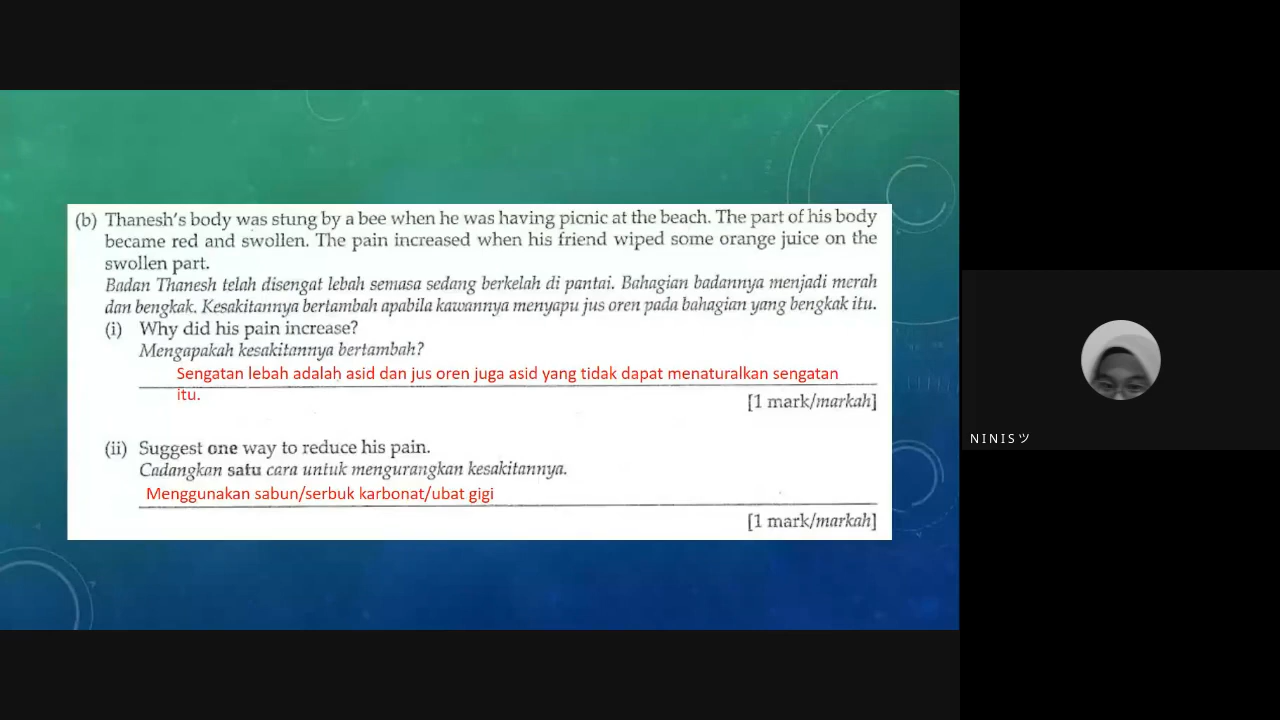 (b) Thanesh's body was stung by a bee when he was having picnic at the beach. The part of his body
became red and swollen. The pain increased when his friend wiped some orange juice on the
swollen part.
Badan Thanesh telah disengat lebah semasa sedang berkelah di pantai. Bahagian badannya menjadi merah
dan bengkak. Kesakitannya bertambah apabila kawannya menyapu jus oren pada bahagian yang bengkak itu.
(i) Why did his pain increase?
Mengapakah kesakitannya bertambah?
Sengatan lebah adalah asid dan jus oren juga asid yang tidak dapat menaturalkan sengatan
itu.
[1 mark/markah]
(ii) Suggest one way to reduce his pain.
Cadangkan satu cara untuk mengurangkan kesakitannya.
Menggunakan sabun/serbuk karbonat/ubat gigi
[1 mark/markah]
N I N I S ツ